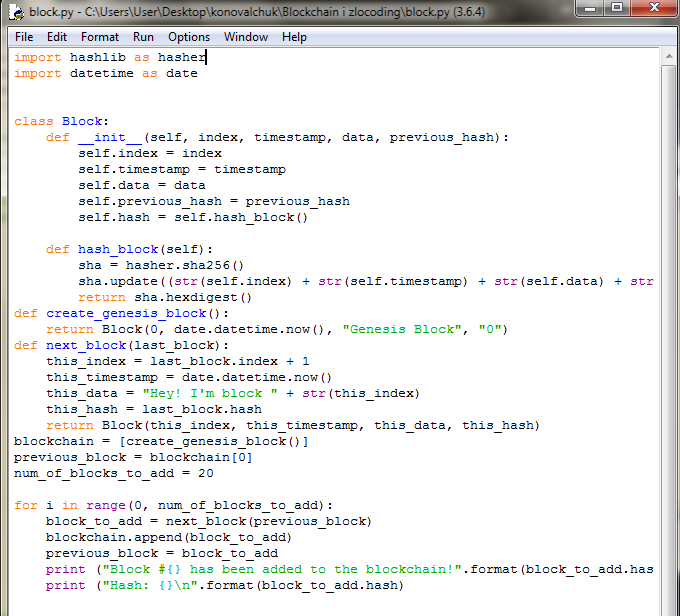 block.py - C:\Users\User\Desktop\konovalchuk\Blockchain i zlocoding\block.py (3.6.4)
File Edit Format Run Options Window Help
import hashlib as hasher
import datetime as date
class Block:
    def __init__(self, index, timestamp, data, previous_hash):
        self.index = index
        self.timestamp = timestamp
        self.data = data
        self.previous_hash = previous_hash
        self.hash = self.hash_block()
    def hash_block(self):
        sha = hasher.sha256()
        sha.update((str(self.index) + str(self.timestamp) + str(self.data) + str
        return sha.hexdigest()
def create_genesis_block():
    return Block(0, date.datetime.now(), "Genesis Block", "0")
def next_block(last_block):
    this_index = last_block.index + 1
    this_timestamp = date.datetime.now()
    this_data = "Hey! I'm block " + str(this_index)
    this_hash = last_block.hash
    return Block(this_index, this_timestamp, this_data, this_hash)
blockchain = [create_genesis_block()]
previous_block = blockchain[0]
num_of_blocks_to_add = 20
for i in range(0, num_of_blocks_to_add):
    block_to_add = next_block(previous_block)
    blockchain.append(block_to_add)
    previous_block = block_to_add
    print ("Block #{} has been added to the blockchain!".format(block_to_add.has
    print ("Hash: {}\n".format(block_to_add.hash)